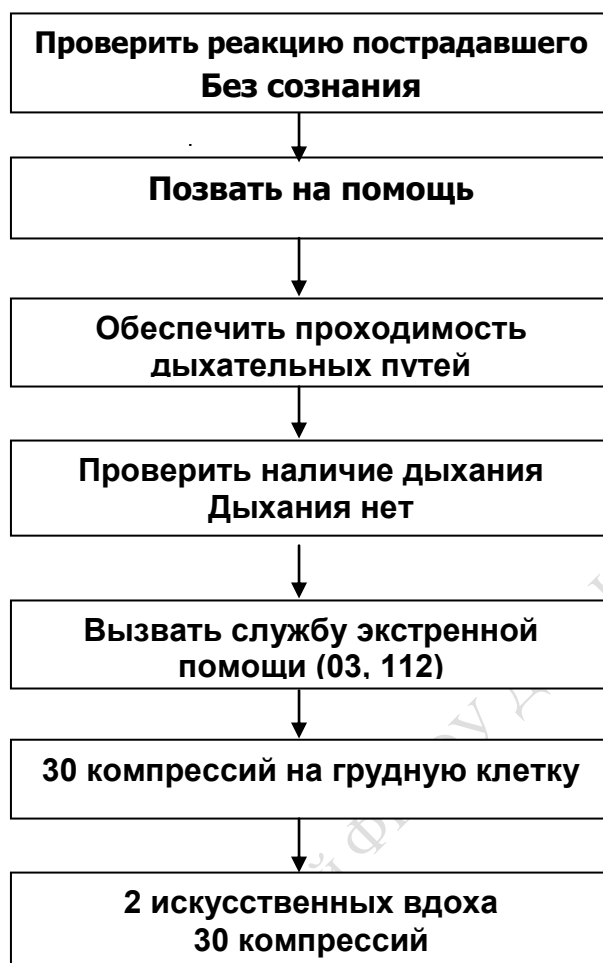 Проверить реакцию пострадавшего
Без сознания
Позвать на помощь
Обеспечить проходимость
дыхательных путей
Проверить наличие дыхания
Дыхания нет
Вызвать службу экстренной
помощи (03, 112)
30 компрессий на грудную клетку
2 искусственных вдоха
30 компрессий